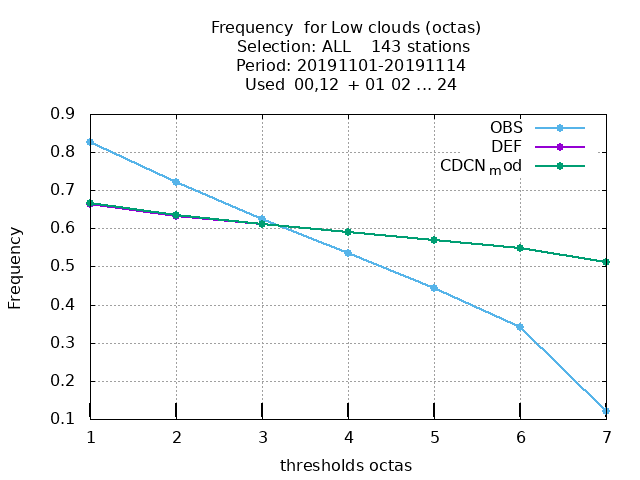 Frequency  for Low clouds (octas)
Selection: ALL    143 stations
Period: 20191101-20191114
Used  00,12  + 01 02 ... 24
OBS
DEF
CDCNmod
0.9
0.8
0.7
0.6
0.5
0.4
0.3
0.2
0.1
Frequency
1 2 3 4 5 6 7
thresholds octas